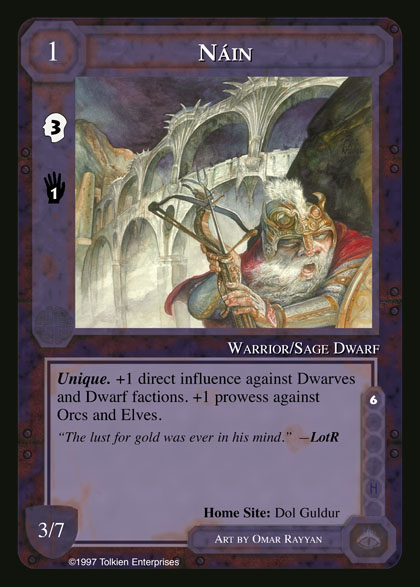 1
NÁIN
3
1
WARRIOR/SAGE DWARF
Unique. +1 direct influence against Dwarves
and Dwarf factions. +1 prowess against
Orcs and Elves.
“The lust for gold was ever in his mind.” —LotR
6
H
Home Site: Dol Guldur
3/7
ART BY OMAR RAYYAN
©1997 Tolkien Enterprises